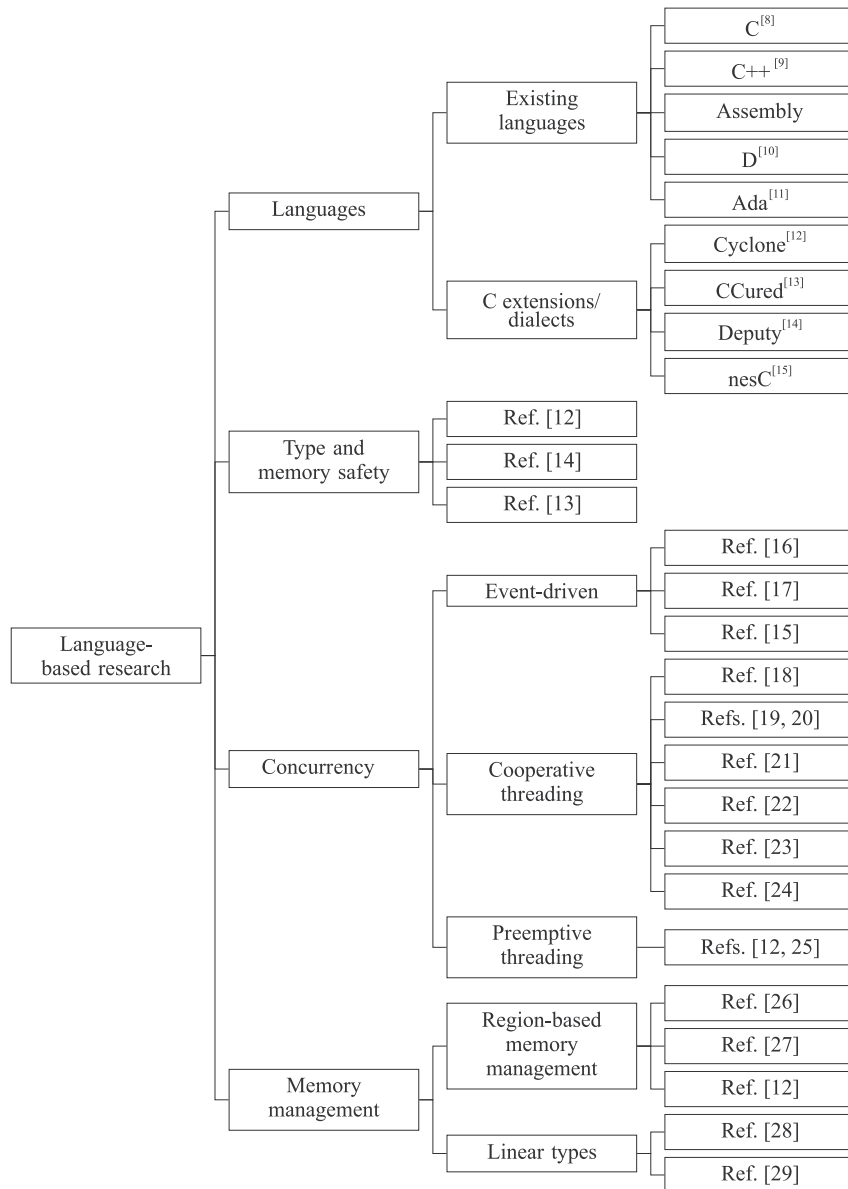 Language-
based research
Languages
Existing
languages
C[8]
C++[9]
Assembly
D[10]
Ada[11]
C extensions/
dialects
Cyclone[12]
CCured[13]
Deputy[14]
nesC[15]
Type and
memory safety
Ref. [12]
Ref. [14]
Ref. [13]
Concurrency
Event-driven
Ref. [16]
Ref. [17]
Ref. [15]
Cooperative
threading
Ref. [18]
Refs. [19, 20]
Ref. [21]
Ref. [22]
Ref. [23]
Ref. [24]
Preemptive
threading
Refs. [12, 25]
Memory
management
Region-based
memory
management
Ref. [26]
Ref. [27]
Ref. [12]
Linear types
Ref. [28]
Ref. [29]